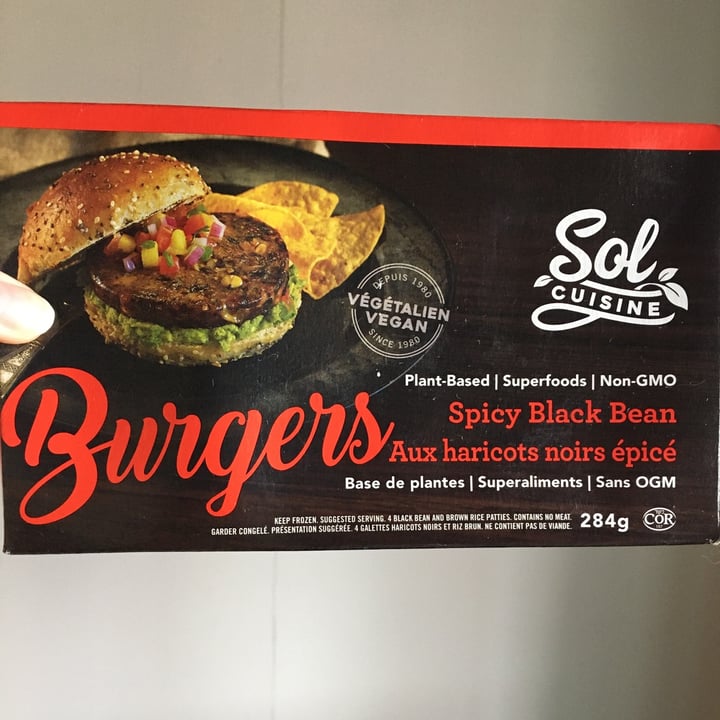 Sol
CUISINE
DEPUIS 1980
VÉGÉTALIEN
VEGAN
SINCE 1980
Plant-Based | Superfoods | Non-GMO
Burgers
Spicy Black Bean
Aux haricots noirs épicé
Base de plantes | Superaliments | Sans OGM
KEEP FROZEN. SUGGESTED SERVING. 4 BLACK BEAN AND BROWN RICE PATTIES. CONTAINS NO MEAT.
GARDER CONGELÉ. PRÉSENTATION SUGGÉRÉE. 4 GALETTES HARICOTS NOIRS ET RIZ BRUN. NE CONTIENT PAS DE VIANDE.
284g
COR